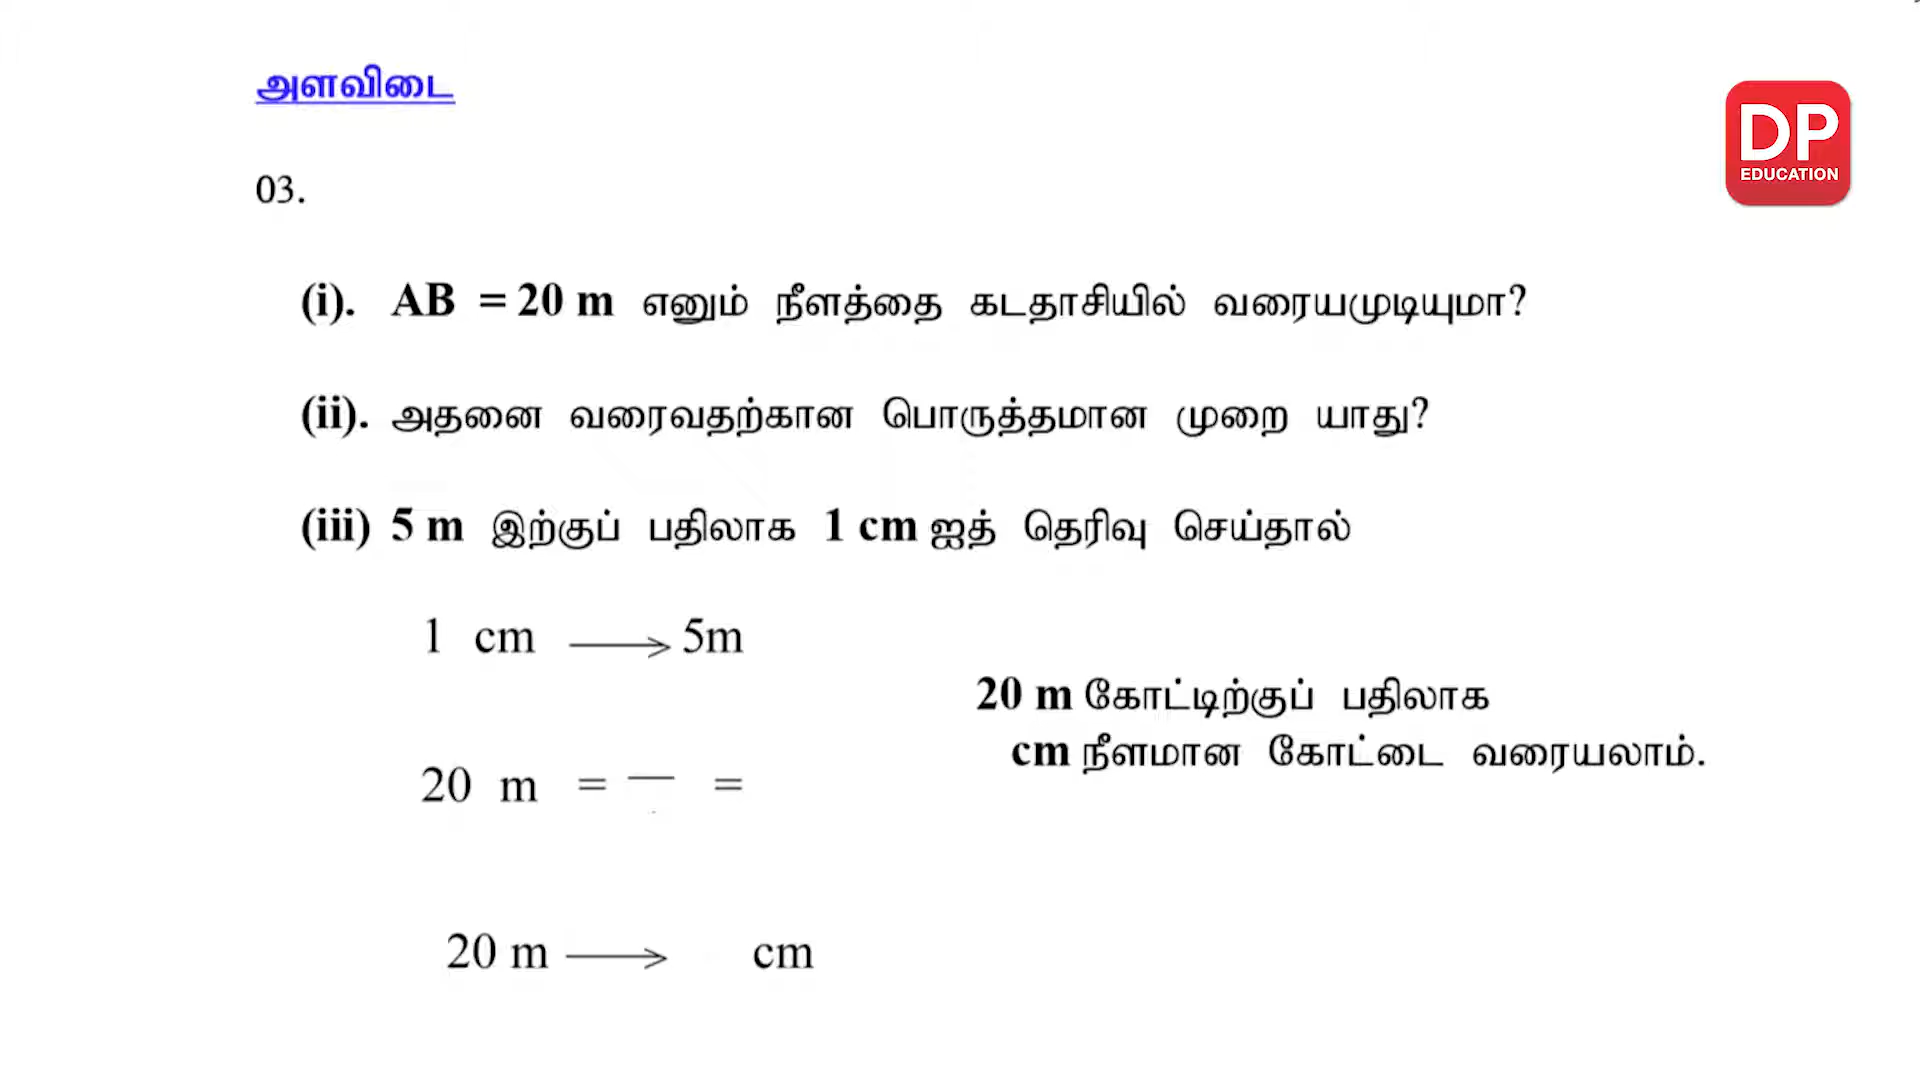 அளவிடை
DP
EDUCATION
03.
(i). AB = 20 m எனும் நீளத்தை கடதாசியில் வரையமுடியுமா?
(ii). அதனை வரைவதற்கான பொருத்தமான முறை யாது?
(iii) 5 m இற்குப் பதிலாக 1 cm ஐத் தெரிவு செய்தால்
1 cm ⟶ 5m
20 m கோட்டிற்குப் பதிலாக
cm நீளமான கோட்டை வரையலாம்.
20 m = — =
20 m ⟶ cm